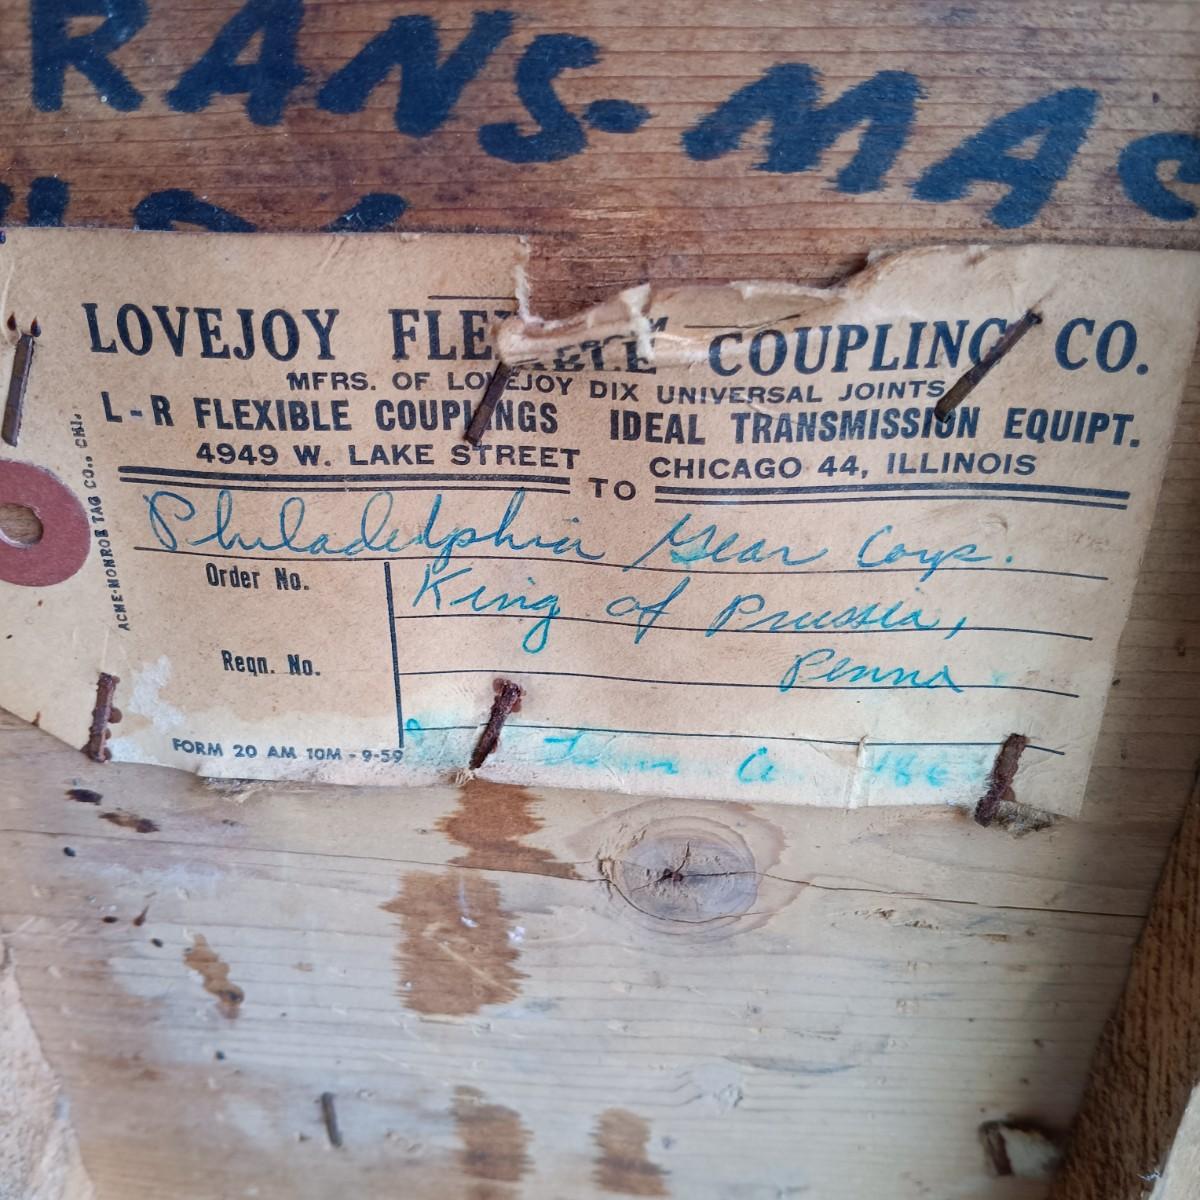 RANS-MAC
LOVEJOY FLEXIBLE COUPLING CO.
MFRS. OF LOVEJOY DIX UNIVERSAL JOINTS
L-R FLEXIBLE COUPLINGS IDEAL TRANSMISSION EQUIPT.
4949 W. LAKE STREET CHICAGO 44, ILLINOIS
TO
Philadelphia Gear Corp.
Order No.
King of Prussia,
Reqn. No.
Penna
FORM 20 AM 10M - 9-59
ACME-MONROE TAG CO., CHI.